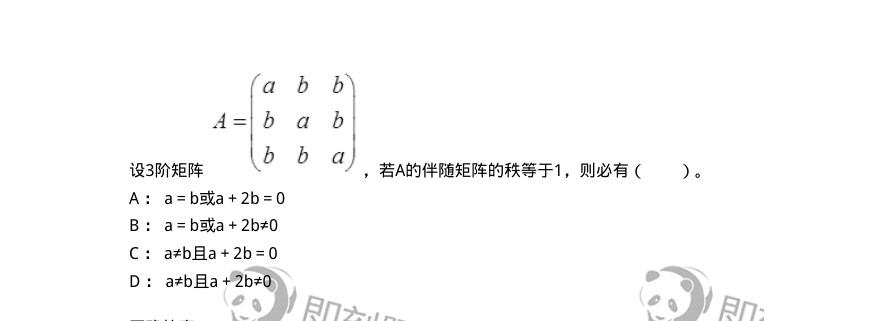 A = ( a b b
b a b
b b a )
设3阶矩阵 ，若A的伴随矩阵的秩等于1，则必有（ ）。
A： a = b或a + 2b = 0
B： a = b或a + 2b≠0
C： a≠b且a + 2b = 0
D： a≠b且a + 2b≠0